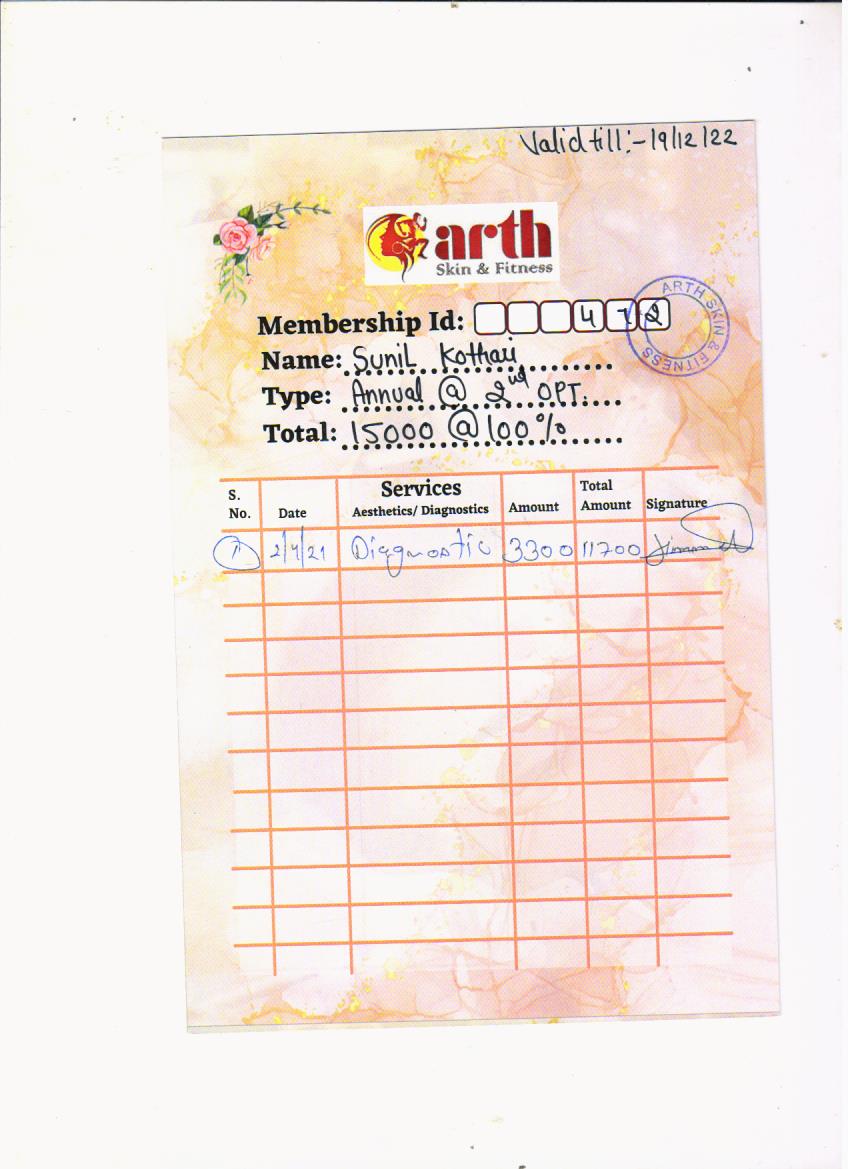 Valid till:- 19/12/22
arth
Skin & Fitness
ARTH SKIN & FITNESS
Membership Id: 472
Name: Sunil Kothari
Type: Annual @ 2nd OPT.
Total: 15000 @ 100%
S. No. Date Services Aesthetics/ Diagnostics Amount Total Amount Signature
1 2/4/21 Diagnostic 3300 11700